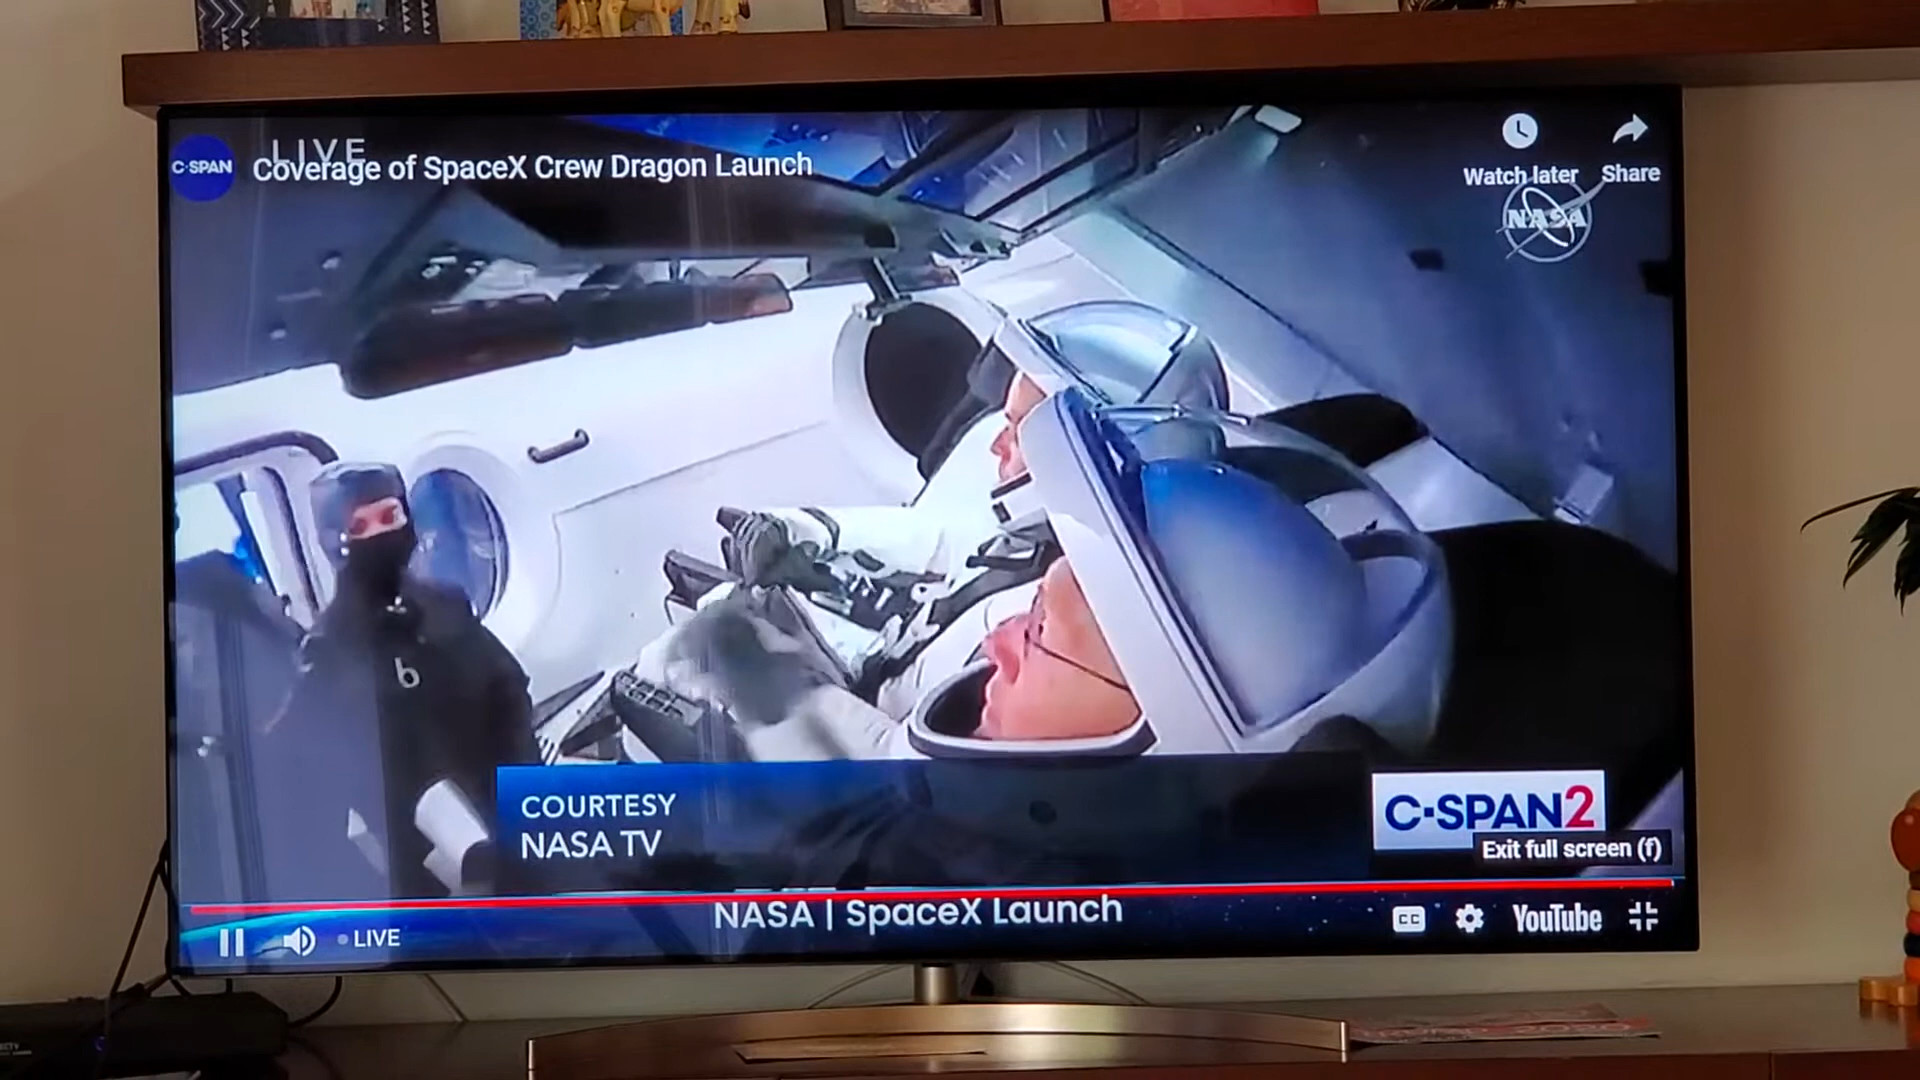 LIVE
C-SPAN
Coverage of SpaceX Crew Dragon Launch
Watch later
Share
NASA
b
COURTESY
NASA TV
C-SPAN2
Exit full screen (f)
NASA | SpaceX Launch
LIVE
CC
YouTube